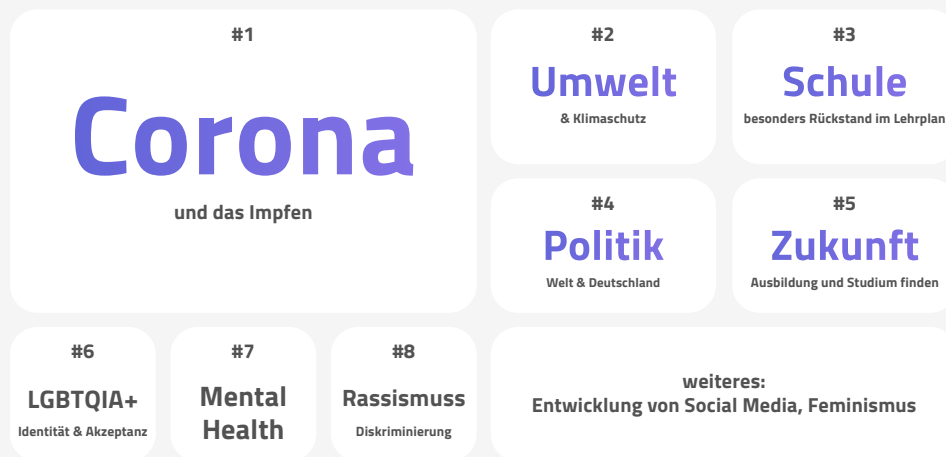 #1
Corona
und das Impfen
#2
Umwelt
& Klimaschutz
#3
Schule
besonders Rückstand im Lehrplan
#4
Politik
Welt & Deutschland
#5
Zukunft
Ausbildung und Studium finden
#6
LGBTQIA+
Identität & Akzeptanz
#7
Mental
Health
#8
Rassismuss
Diskriminierung
weiteres:
Entwicklung von Social Media, Feminismus